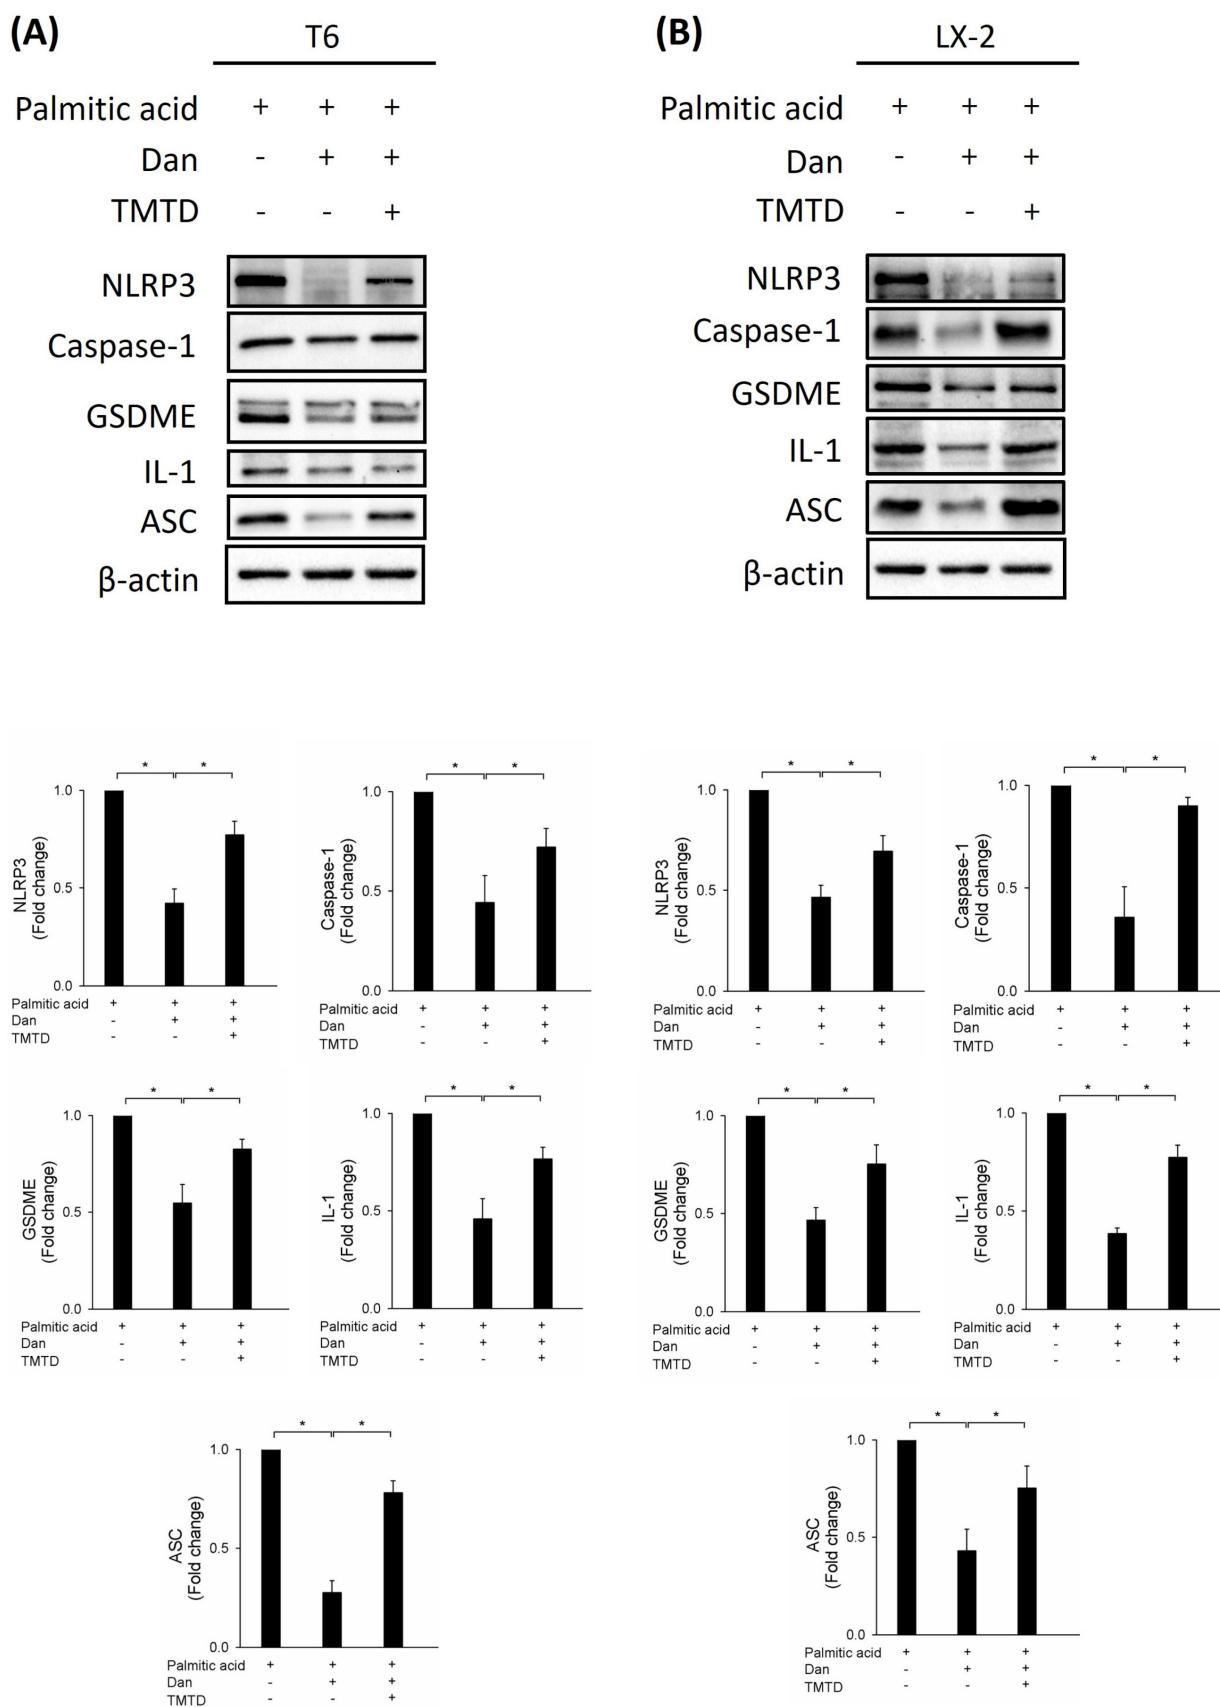 (A)
T6
Palmitic acid + + +
Dan - + +
TMTD - - +
NLRP3
Caspase-1
GSDME
IL-1
ASC
β-actin
(B)
LX-2
Palmitic acid + + +
Dan - + +
TMTD - - +
NLRP3
Caspase-1
GSDME
IL-1
ASC
β-actin
* *
NLRP3
(Fold change)
1.0
0.5
0.0
Palmitic acid + + +
Dan - + +
TMTD - - +
* *
Caspase-1
(Fold change)
1.0
0.5
0.0
Palmitic acid + + +
Dan - + +
TMTD - - +
* *
NLRP3
(Fold change)
1.0
0.5
0.0
Palmitic acid + + +
Dan - + +
TMTD - - +
* *
Caspase-1
(Fold change)
1.0
0.5
0.0
Palmitic acid + + +
Dan - + +
TMTD - - +
* *
GSDME
(Fold change)
1.0
0.5
0.0
Palmitic acid + + +
Dan - + +
TMTD - - +
* *
IL-1
(Fold change)
1.0
0.5
0.0
Palmitic acid + + +
Dan - + +
TMTD - - +
* *
GSDME
(Fold change)
1.0
0.5
0.0
Palmitic acid + + +
Dan - + +
TMTD - - +
* *
IL-1
(Fold change)
1.0
0.5
0.0
Palmitic acid + + +
Dan - + +
TMTD - - +
* *
ASC
(Fold change)
1.0
0.5
0.0
Palmitic acid + + +
Dan - + +
TMTD - - +
* *
ASC
(Fold change)
1.0
0.5
0.0
Palmitic acid + + +
Dan - + +
TMTD - - +